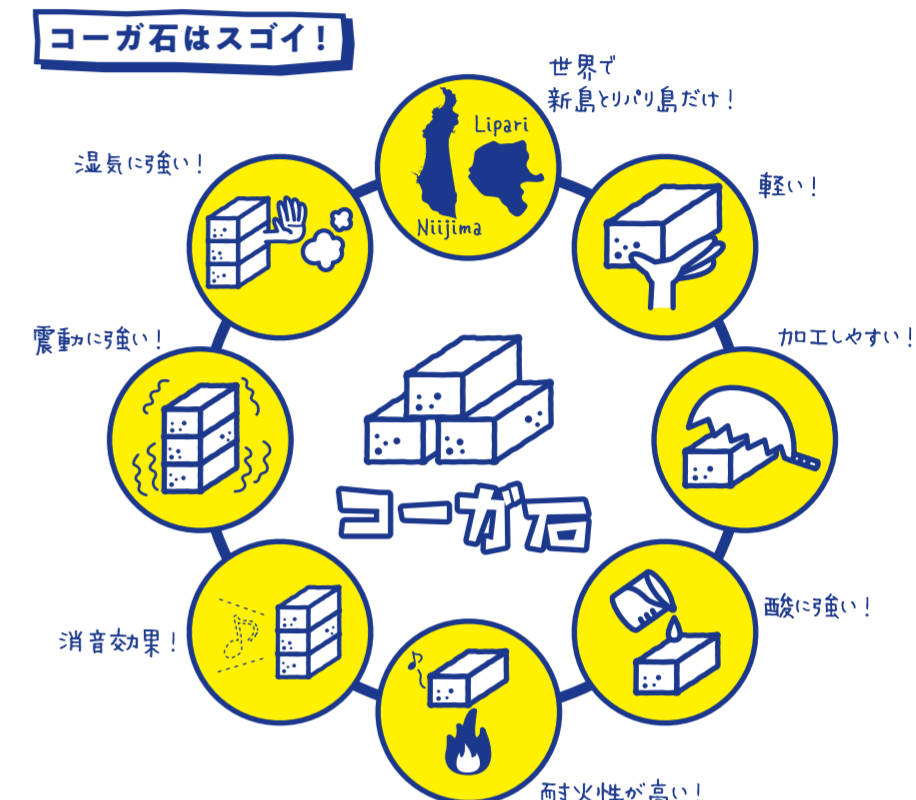 コーガ石はスゴイ！
世界で
新島とリパリ島だけ！
Lipari
Niijima
湿気に強い！
軽い！
震動に強い！
加工しやすい！
コーガ石
酸に強い！
消音効果！
耐火性が高い！